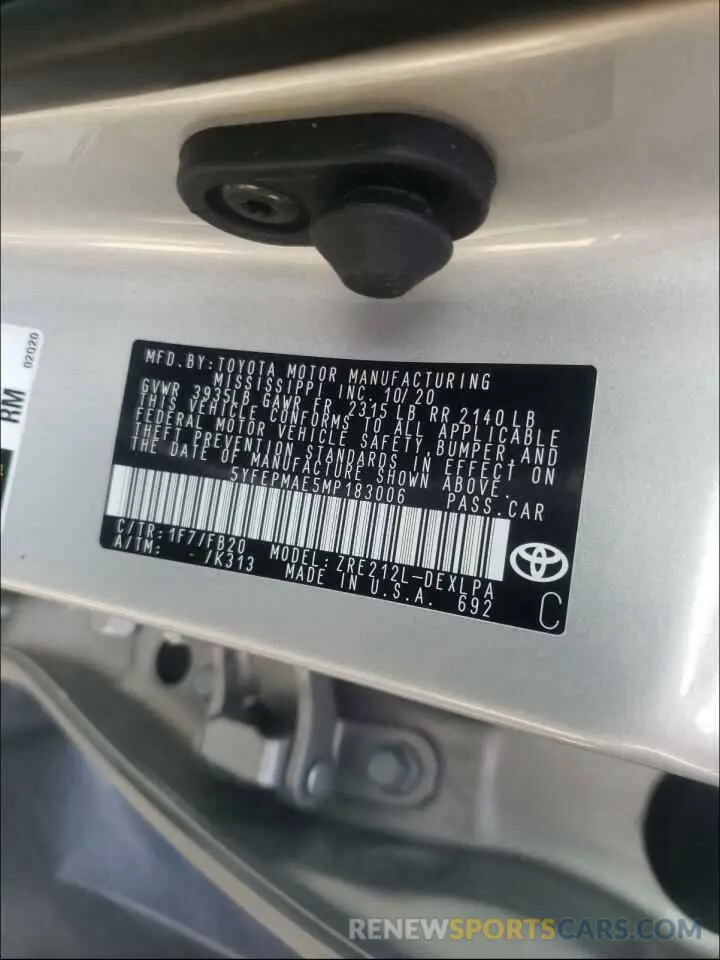 02020
RM
MFD. BY: TOYOTA MOTOR MANUFACTURING
MISSISSIPPI INC. 10/20
GVWR 3935LB GAWR FR 2315 LB RR 2140 LB
THIS VEHICLE CONFORMS TO ALL APPLICABLE
FEDERAL MOTOR VEHICLE SAFETY, BUMPER, AND
THEFT PREVENTION STANDARDS IN EFFECT ON
THE DATE OF MANUFACTURE SHOWN ABOVE.
5YFEPMAE5MP183006 PASS. CAR
C/TR: 1F7/FB20 MODEL: ZRE212L-DEXLPA
A/TM: - /K313 MADE IN U.S.A. 692
C
RENEWSPORTCARS.COM